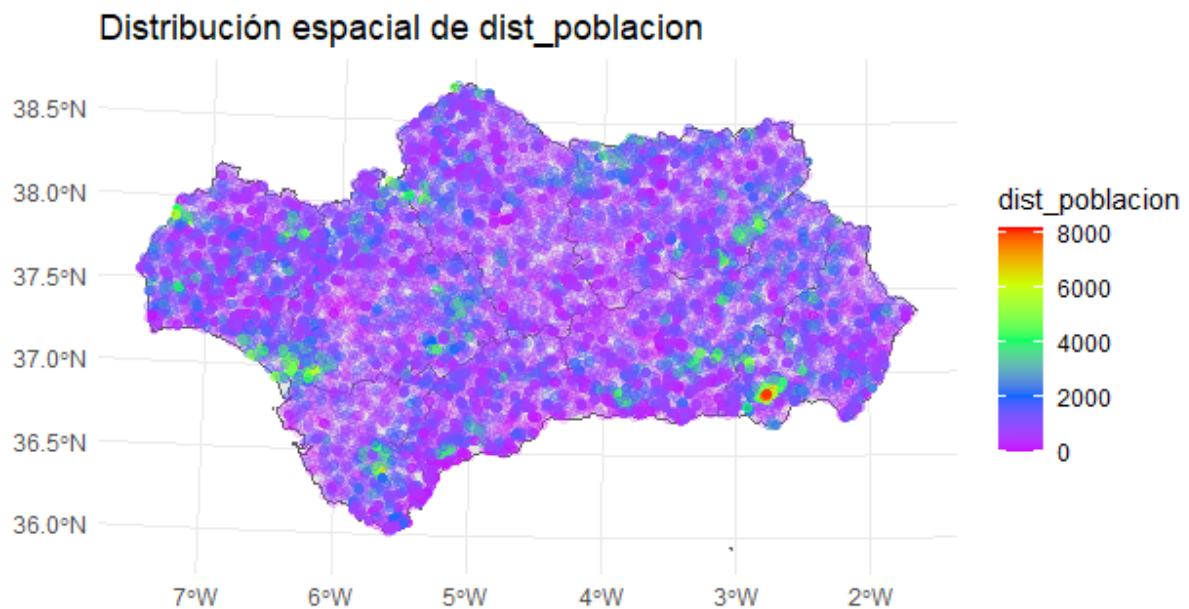 Distribución espacial de dist_poblacion
38.5°N
38.0°N
37.5°N
37.0°N
36.5°N
36.0°N
7°W 6°W 5°W 4°W 3°W 2°W
dist_poblacion
8000
6000
4000
2000
0